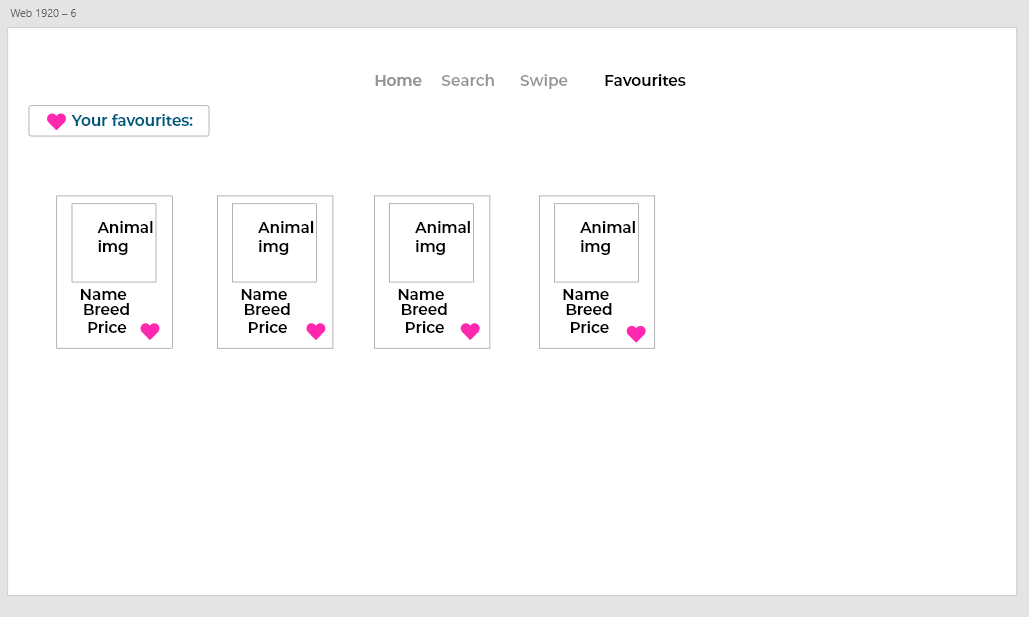 Web 1920 – 6
Home Search Swipe Favourites
Your favourites:
Animal
img
Name
Breed
Price
Animal
img
Name
Breed
Price
Animal
img
Name
Breed
Price
Animal
img
Name
Breed
Price